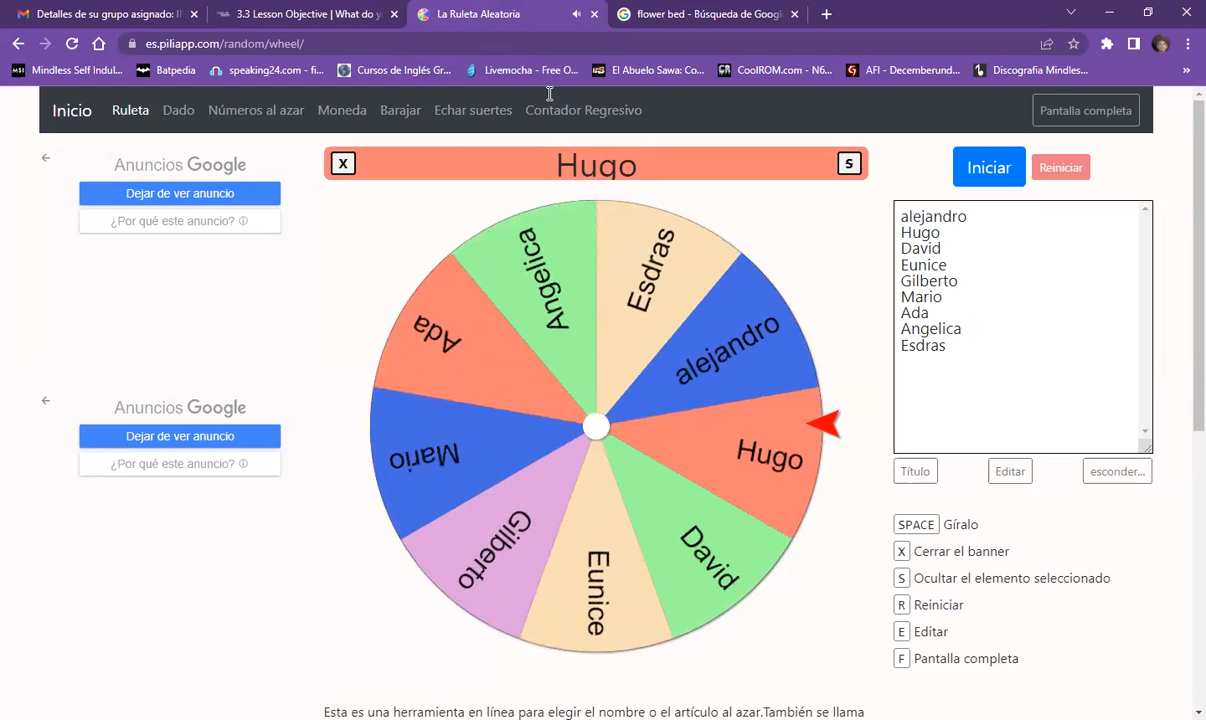 Detalles de su grupo asignado: I
3.3 Lesson Objective | What do y
La Ruleta Aleatoria
flower bed - Búsqueda de Google
es.piliapp.com/random/wheel/
Mindless Self Indul...
Batpedia
speaking24.com - fi...
Cursos de Inglés Gr...
Livemocha - Free O...
El Abuelo Sawa: Co...
CoolROM.com - N6...
AFI - Decemberund...
Discografia Mindles...
»
Inicio
Ruleta
Dado
Números al azar
Moneda
Barajar
Echar suertes
Contador Regresivo
Pantalla completa
Anuncios Google
Dejar de ver anuncio
¿Por qué este anuncio?
X
Hugo
S
Iniciar
Reiniciar
alejandro
Hugo
David
Eunice
Gilberto
Mario
Ada
Angelica
Esdras
Esdras
alejandro
Hugo
David
Eunice
Gilberto
Mario
Ada
Angelica
Anuncios Google
Dejar de ver anuncio
¿Por qué este anuncio?
Título
Editar
esconder...
SPACE Gíralo
X Cerrar el banner
S Ocultar el elemento seleccionado
R Reiniciar
E Editar
F Pantalla completa
Esta es una herramienta en línea para elegir el nombre o el artículo al azar.También se llama